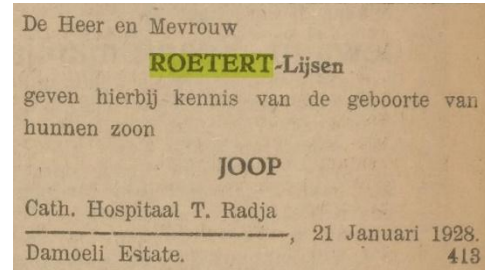 De Heer en Mevrouw
ROETERT-Lijsen
geven hierbij kennis van de geboorte van
hunnen zoon
JOOP
Cath. Hospitaal T. Radja
————————————, 21 Januari 1928.
Damoeli Estate. 413